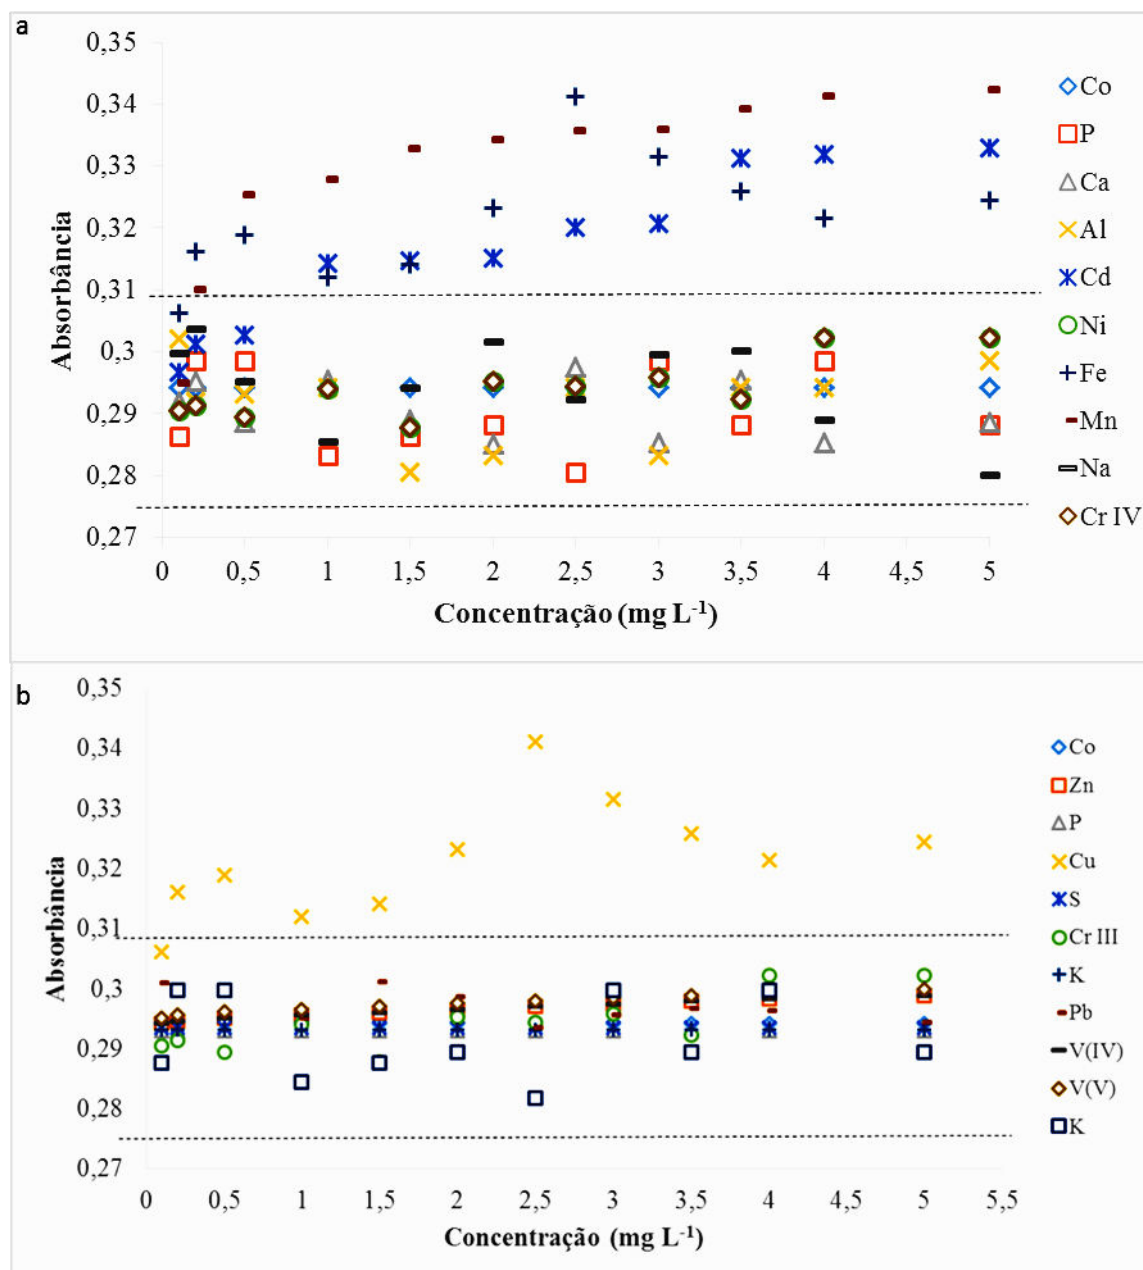 a
0,35
0,34
0,33
0,32
0,31
0,3
0,29
0,28
0,27
Absorbância
0 0,5 1 1,5 2 2,5 3 3,5 4 4,5 5
Concentração (mg L-1)
Co
P
Ca
Al
Cd
Ni
Fe
Mn
Na
Cr IV
b
0,35
0,34
0,33
0,32
0,31
0,3
0,29
0,28
0,27
Absorbância
0 0,5 1 1,5 2 2,5 3 3,5 4 5 5,5
Concentração (mg L-1)
Co
Zn
P
Cu
S
Cr III
K
Pb
V(IV)
V(V)
K